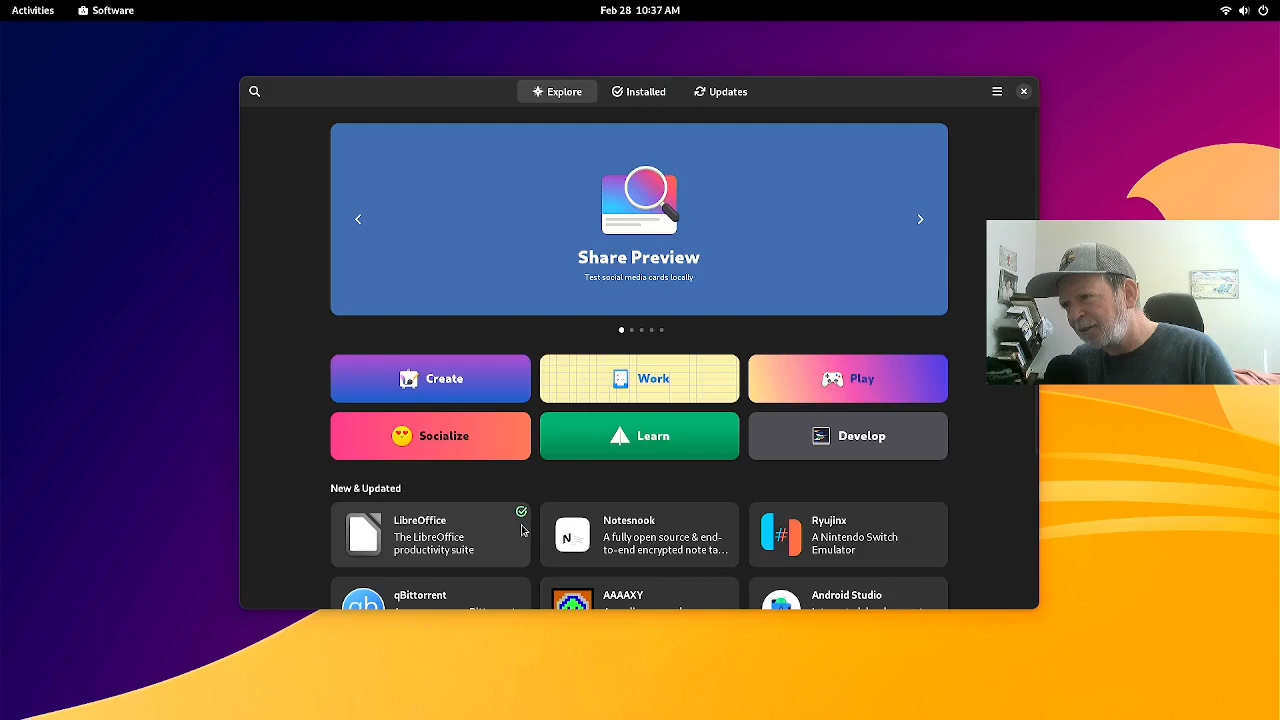 Activities
Software
Feb 28 10:37 AM
Explore
Installed
Updates
Share Preview
Test social media cards locally
Create
Work
Play
Socialize
Learn
Develop
New & Updated
LibreOffice
The LibreOffice
productivity suite
Notesnook
A fully open source & end-
to-end encrypted note ta…
N
Ryujinx
A Nintendo Switch
Emulator
#
qBittorrent
qb
AAAAXY
Android Studio